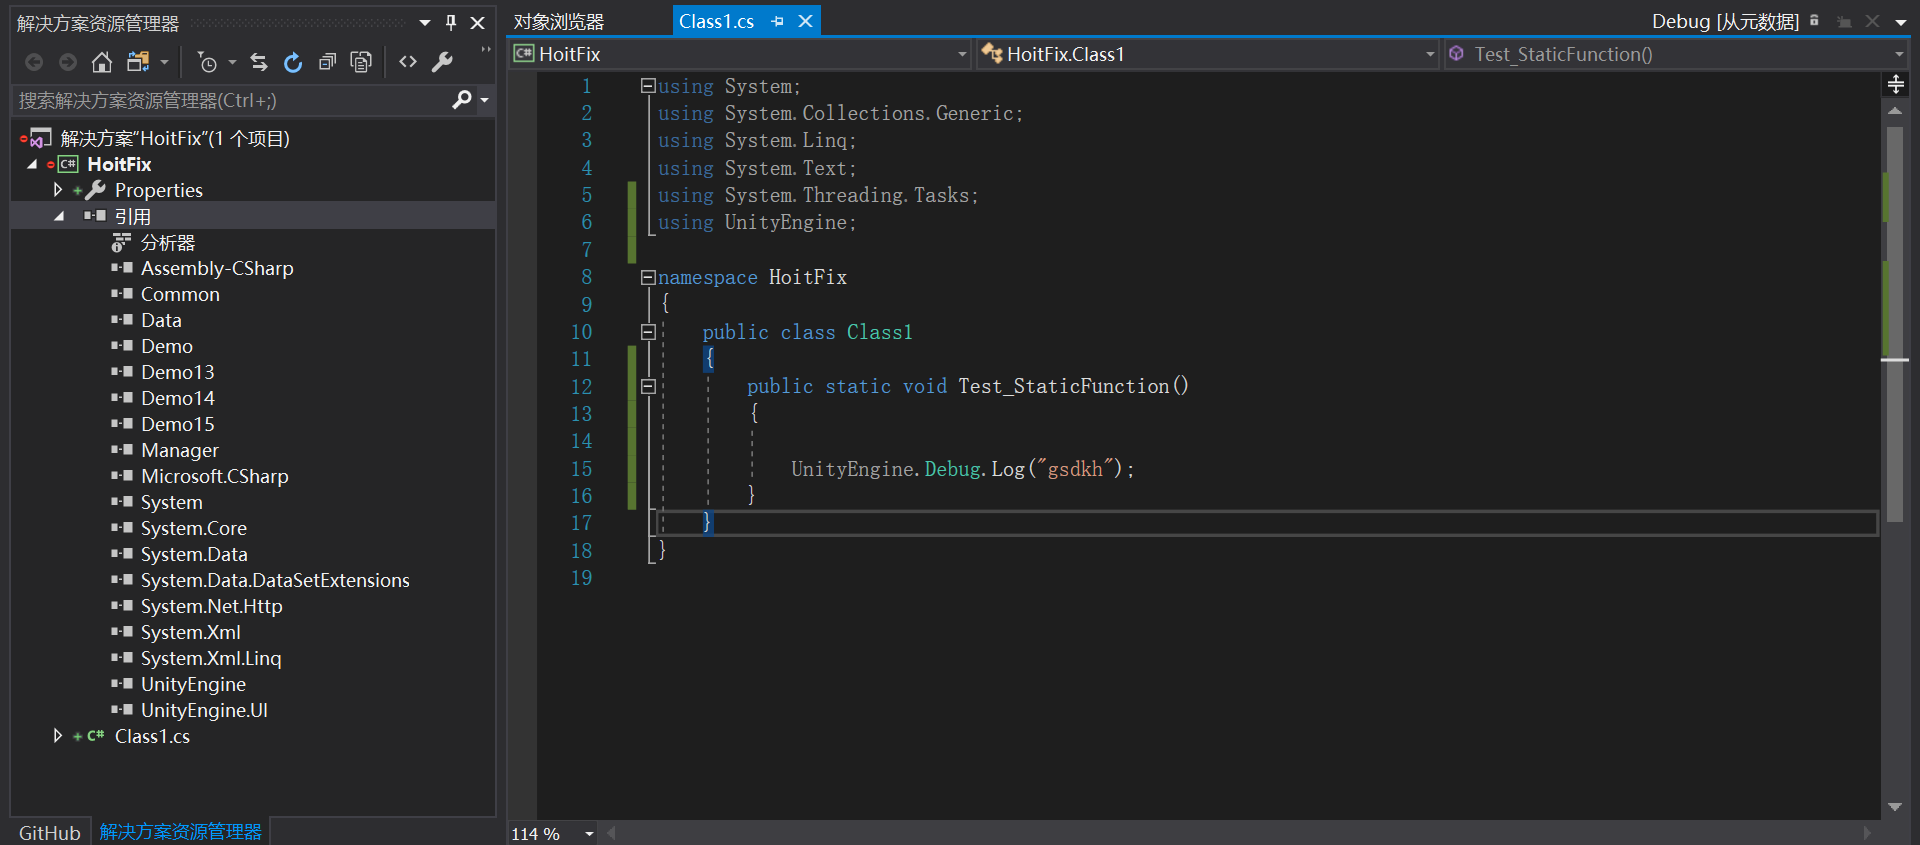 解决方案资源管理器
搜索解决方案资源管理器(Ctrl+;)
解决方案"HoitFix"(1 个项目)
HoitFix
Properties
引用
分析器
Assembly-CSharp
Common
Data
Demo
Demo13
Demo14
Demo15
Manager
Microsoft.CSharp
System
System.Core
System.Data
System.Data.DataSetExtensions
System.Net.Http
System.Xml
System.Xml.Linq
UnityEngine
UnityEngine.UI
C# Class1.cs
GitHub 解决方案资源管理器
对象浏览器 Class1.cs Debug [从元数据]
C# HoitFix HoitFix.Class1 Test_StaticFunction()
1 using System;
2 using System.Collections.Generic;
3 using System.Linq;
4 using System.Text;
5 using System.Threading.Tasks;
6 using UnityEngine;
7
8 namespace HoitFix
9 {
10 public class Class1
11 {
12 public static void Test_StaticFunction()
13 {
14
15 UnityEngine.Debug.Log("gsdkh");
16 }
17 }
18 }
19
114 %